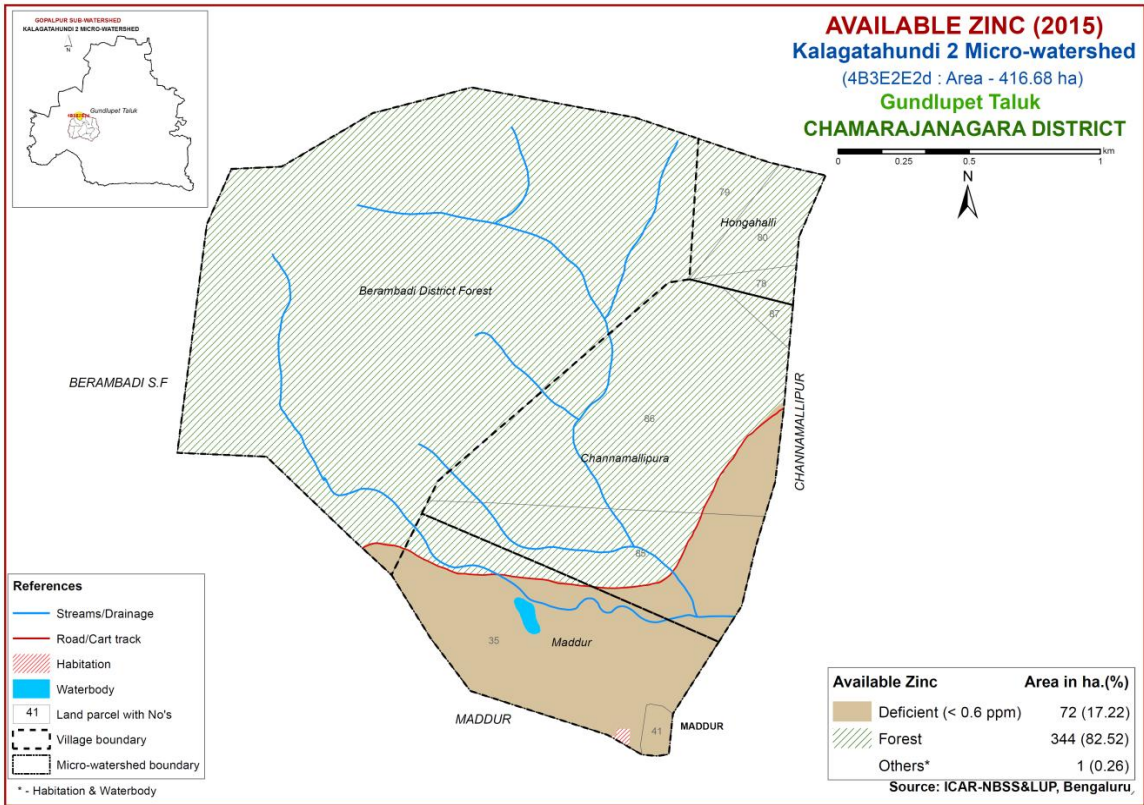 GOPALPUR SUB-WATERSHED
KALAGATAHUNDI 2 MICRO-WATERSHED
N
Gundlupet Taluk
AVAILABLE ZINC (2015)
Kalagatahundi 2 Micro-watershed
(4B3E2E2d : Area - 416.68 ha)
Gundlupet Taluk
CHAMARAJANAGARA DISTRICT
km
0 0.25 0.5 1
N
79
Hongahalli
80
78
87
Berambadi District Forest
BERAMBADI S.F
CHANNAMALLIPUR
86
Channamallipura
85
35
Maddur
MADDUR
41
MADDUR
References
Streams/Drainage
Road/Cart track
Habitation
Waterbody
41 Land parcel with No's
Village boundary
Micro-watershed boundary
* - Habitation & Waterbody
Available Zinc Area in ha.(%)
Deficient (< 0.6 ppm) 72 (17.22)
Forest 344 (82.52)
Others* 1 (0.26)
Source: ICAR-NBSS&LUP, Bengaluru